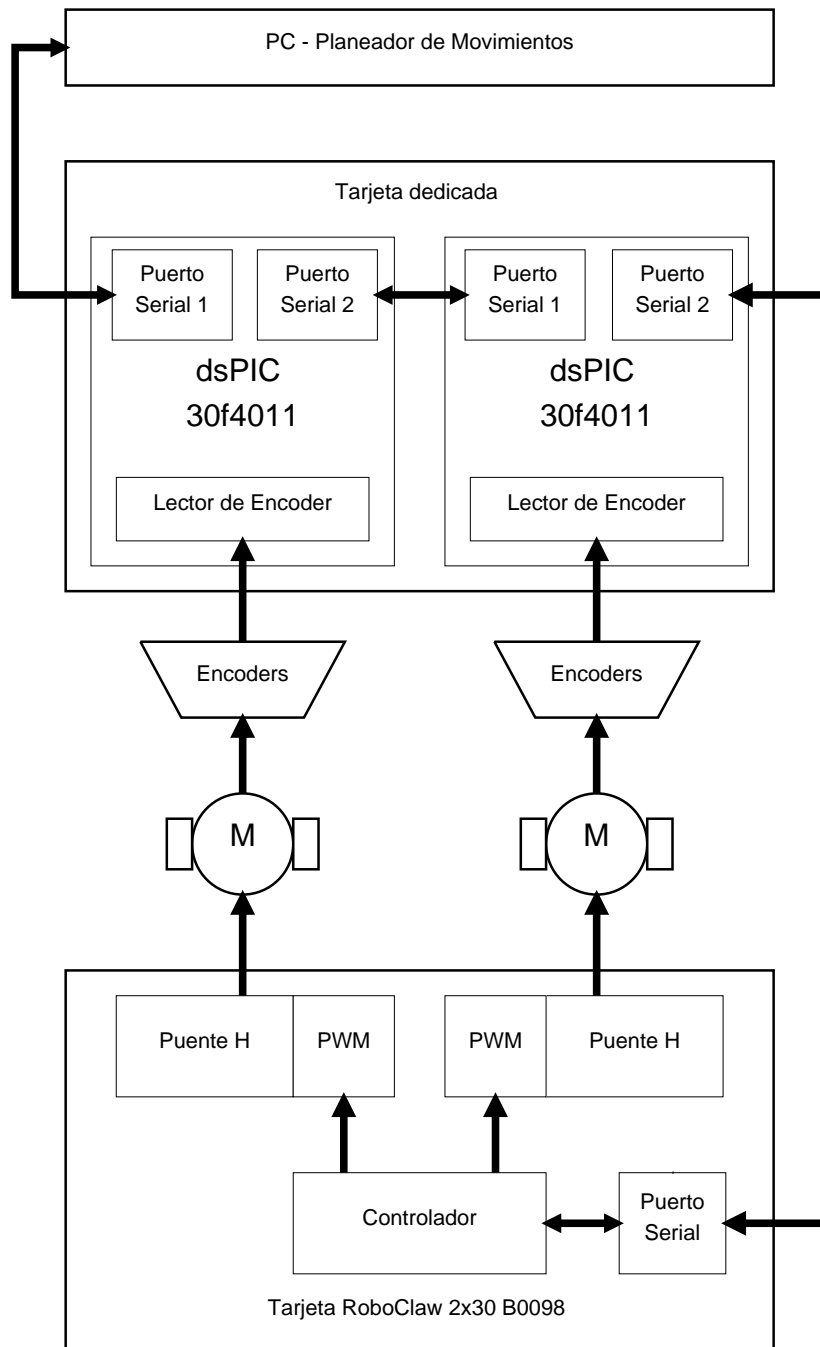 PC - Planeador de Movimientos
Tarjeta dedicada
Puerto
Serial 1
Puerto
Serial 2
Puerto
Serial 1
Puerto
Serial 2
dsPIC
30f4011
dsPIC
30f4011
Lector de Encoder
Lector de Encoder
Encoders
Encoders
M
M
Puente H
PWM
PWM
Puente H
Controlador
Puerto
Serial
Tarjeta RoboClaw 2x30 B0098